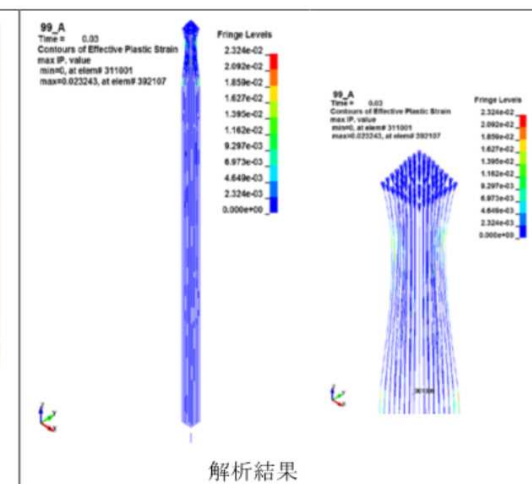 99_A
Time = 0.03
Contours of Effective Plastic Strain
max IP. value
min=0, at elem# 311001
max=0.023243, at elem# 392107
Fringe Levels
2.324e-02
2.092e-02
1.859e-02
1.627e-02
1.395e-02
1.162e-02
9.297e-03
6.973e-03
4.649e-03
2.324e-03
0.000e+00
99_A
Time = 0.03
Contours of Effective Plastic Strain
max IP. value
min=0, at elem# 311001
max=0.023243, at elem# 392107
Fringe Levels
2.324e-02
2.092e-02
1.859e-02
1.627e-02
1.395e-02
1.162e-02
9.297e-03
6.973e-03
4.649e-03
2.324e-03
0.000e+00
解析結果